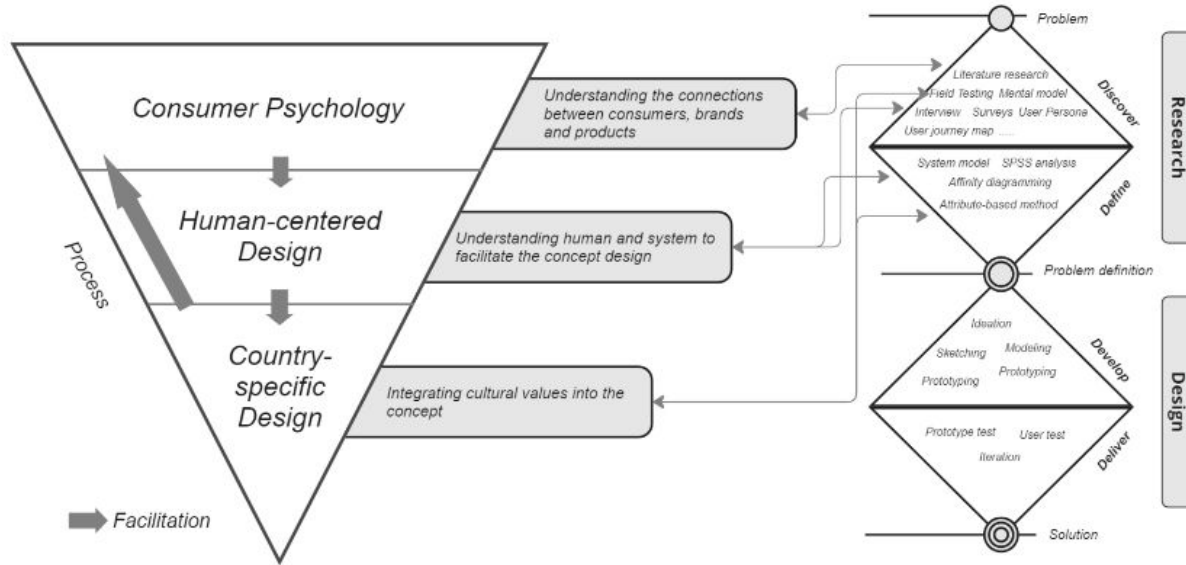 Consumer Psychology
Human-centered
Design
Country-
specific
Design
Process
Facilitation
Understanding the connections
between consumers, brands
and products
Understanding human and system to
facilitate the concept design
Integrating cultural values into the
concept
Problem
Literature research
Field Testing Mental model
Interview Surveys User Persona
User journey map ......
Discover
System model SPSS analysis
Affinity diagramming
Attribute-based method
Define
Research
Problem definition
Ideation
Sketching Modeling
Prototyping Prototyping
Develop
Prototype test User test
Iteration
Deliver
Design
Solution